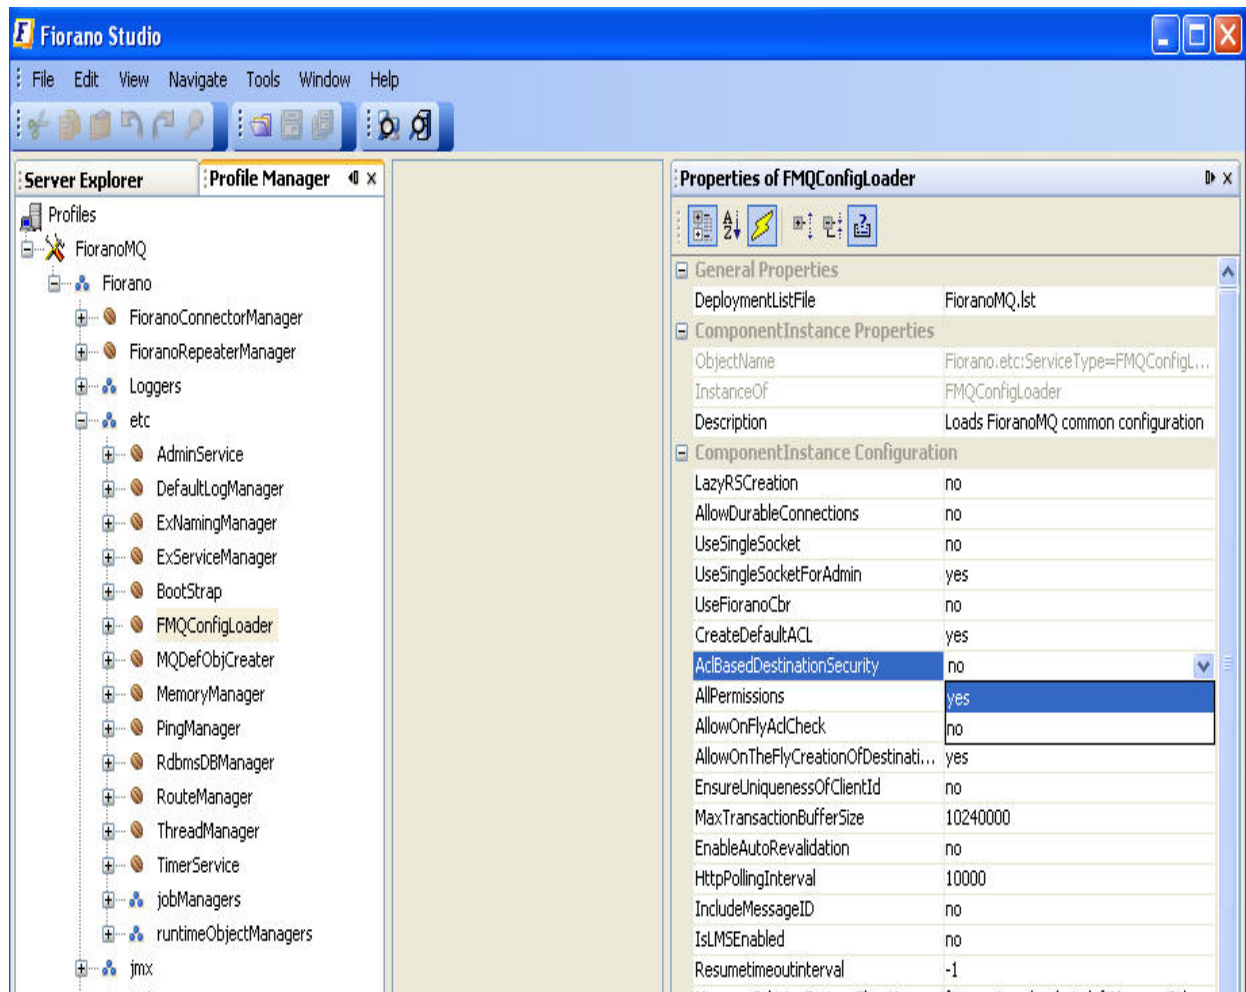 Fiorano Studio
File Edit View Navigate Tools Window Help
Server Explorer
Profile Manager
Profiles
FioranoMQ
Fiorano
FioranoConnectorManager
FioranoRepeaterManager
Loggers
etc
AdminService
DefaultLogManager
ExNamingManager
ExServiceManager
BootStrap
FMQConfigLoader
MQDefObjCreater
MemoryManager
PingManager
RdbmsDBManager
RouteManager
ThreadManager
TimerService
jobManagers
runtimeObjectManagers
jmx
Properties of FMQConfigLoader
General Properties
DeploymentListFile FioranoMQ.lst
ComponentInstance Properties
ObjectName Fiorano.etc:ServiceType=FMQConfigL...
InstanceOf FMQConfigLoader
Description Loads FioranoMQ common configuration
ComponentInstance Configuration
LazyRSCreation no
AllowDurableConnections no
UseSingleSocket no
UseSingleSocketForAdmin yes
UseFioranoCbr no
CreateDefaultACL yes
AclBasedDestinationSecurity no
AllPermissions yes
AllowOnFlyAclCheck no
AllowOnTheFlyCreationOfDestinati... yes
EnsureUniquenessOfClientId no
MaxTransactionBufferSize 10240000
EnableAutoRevalidation no
HttpPollingInterval 10000
IncludeMessageID no
IsLMSEnabled no
Resumetimeoutinterval -1